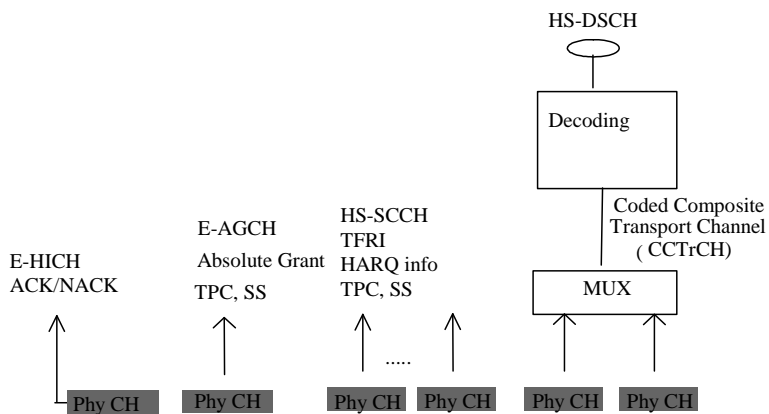 HS-DSCH
Decoding
Coded Composite
Transport Channel
( CCTrCH)
MUX
HS-SCCH
TFRI
HARQ info
TPC, SS
E-AGCH
Absolute Grant
TPC, SS
E-HICH
ACK/NACK
.....
Phy CH
Phy CH
Phy CH
Phy CH
Phy CH
Phy CH